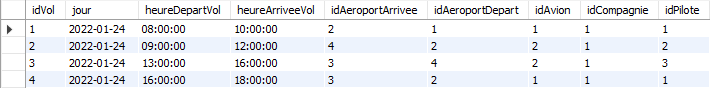 idVol jour heureDepartVol heureArriveeVol idAeroportArrivee idAeroportDepart idAvion idCompagnie idPilote
1 2022-01-24 08:00:00 10:00:00 2 1 1 1 1
2 2022-01-24 09:00:00 12:00:00 4 2 2 1 2
3 2022-01-24 13:00:00 16:00:00 3 4 2 1 3
4 2022-01-24 16:00:00 18:00:00 3 2 1 1 1